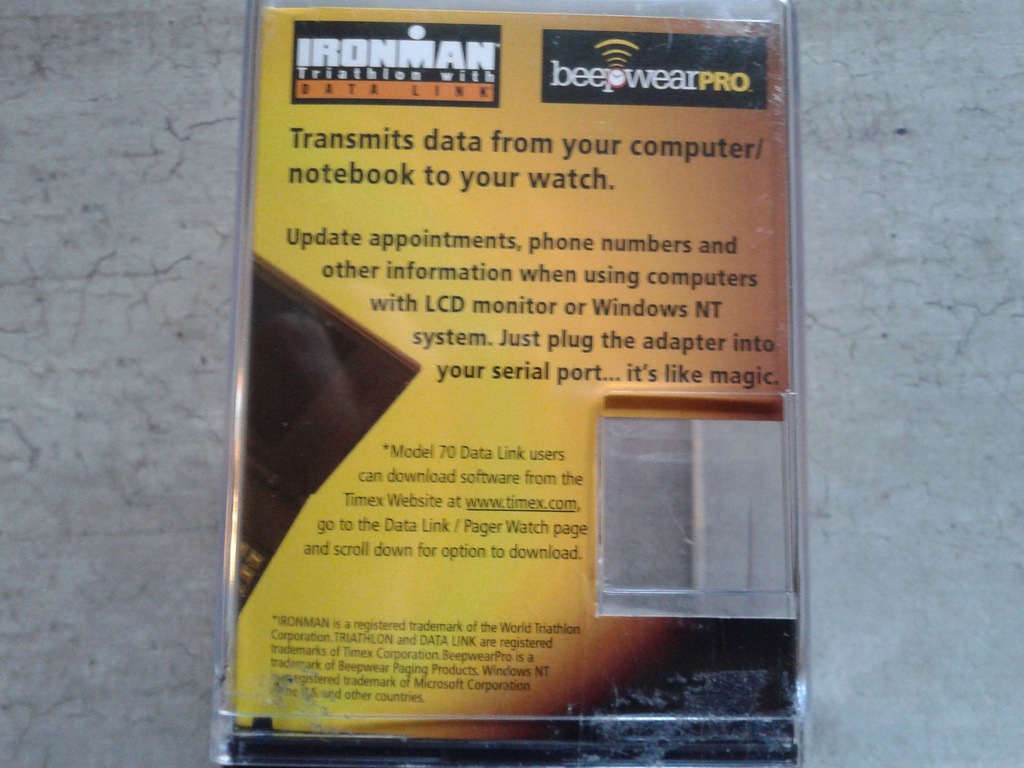 IRONMAN
Triathlon with
DATA LINK
beepwearPRO
Transmits data from your computer/
notebook to your watch.
Update appointments, phone numbers and
other information when using computers
with LCD monitor or Windows NT
system. Just plug the adapter into
your serial port... it's like magic.
*Model 70 Data Link users
can download software from the
Timex Website at www.timex.com,
go to the Data Link / Pager Watch page
and scroll down for option to download.
*IRONMAN is a registered trademark of the World Triathlon
Corporation. TRIATHLON and DATA LINK are registered
trademarks of Timex Corporation. BeepwearPro is a
trademark of Beepwear Paging Products. Windows NT
registered trademark of Microsoft Corporation
U.S. and other countries.